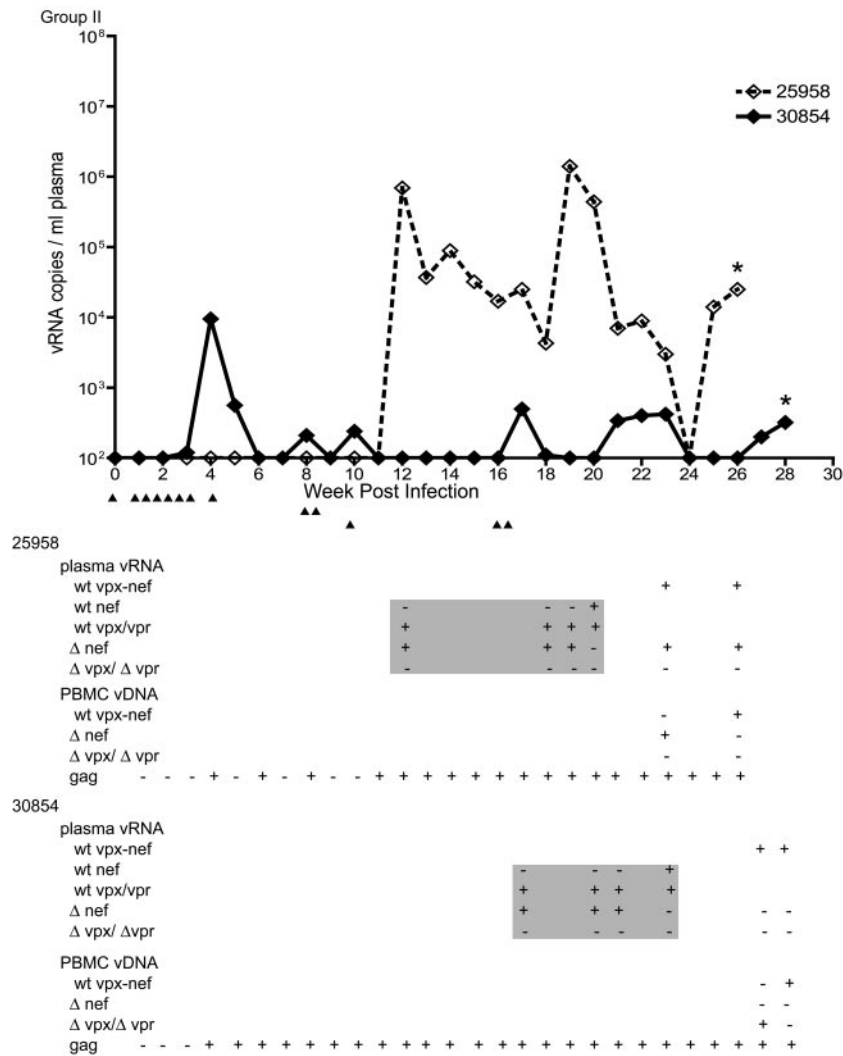 Group II
10⁸
10⁷
10⁶
10⁵
10⁴
10³
10²
vRNA copies / ml plasma
25958
30854
*
*
0 2 4 6 8 10 12 14 16 18 20 22 24 26 28 30
Week Post Infection
25958
plasma vRNA
wt vpx-nef + +
wt nef - - - +
wt vpx/vpr + + + +
Δ nef + + + - + +
Δ vpx/ Δ vpr - - - - - -
PBMC vDNA
wt vpx-nef - +
Δ nef + -
Δ vpx/ Δ vpr - -
gag - - - + - + - + - - + + + + + + + + + + + + + + + +
30854
plasma vRNA
wt vpx-nef + +
wt nef - - - +
wt vpx/vpr + + + +
Δ nef + + + - - -
Δ vpx/ Δvpr - - - - - -
PBMC vDNA
wt vpx-nef - +
Δ nef - -
Δ vpx/Δ vpr + -
gag - - - + + + + + + + + + + + + + + + + + + + + + + + + +